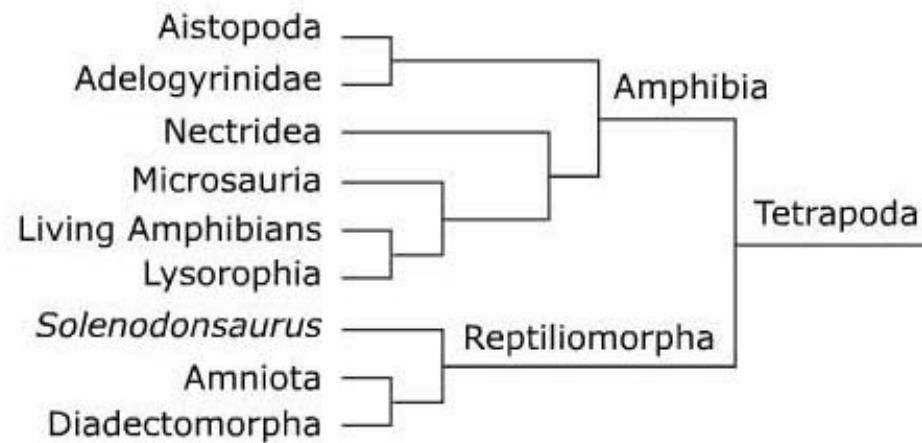 Aistopoda
Adelogyrinidae
Amphibia
Nectridea
Microsauria
Tetrapoda
Living Amphibians
Lysorophia
Solenodonsaurus
Reptiliomorpha
Amniota
Diadectomorpha